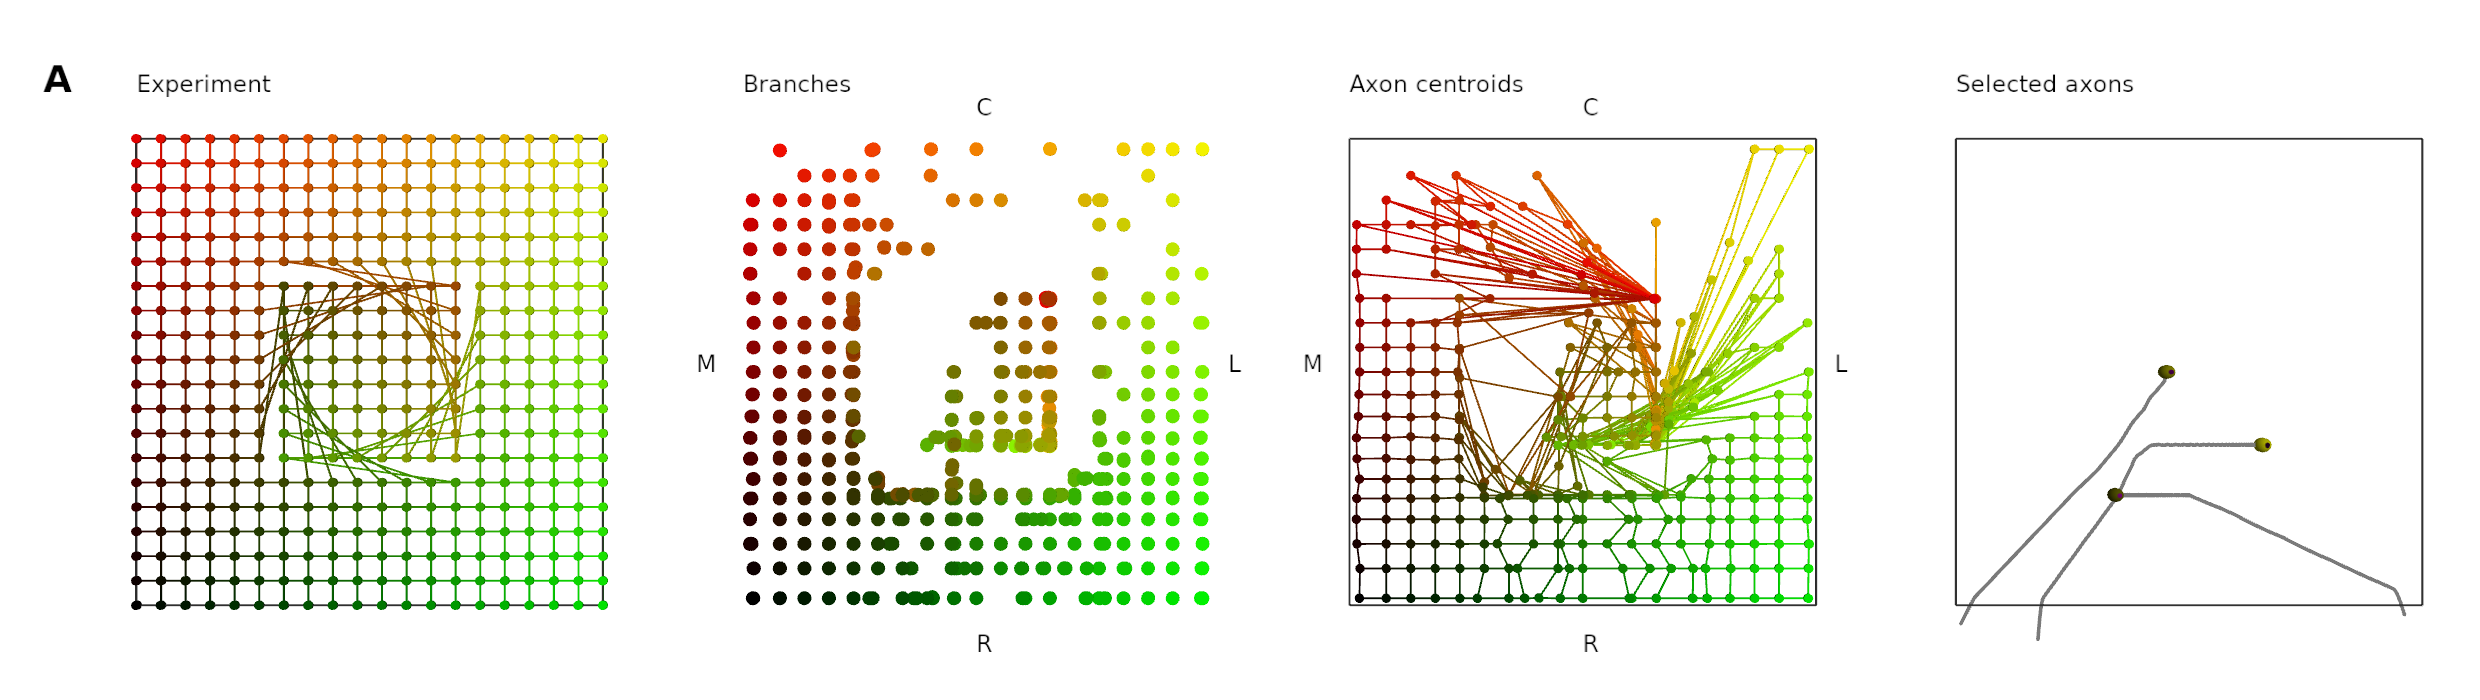 A
Experiment
Branches
Axon centroids
Selected axons
C
C
M
L
M
L
R
R